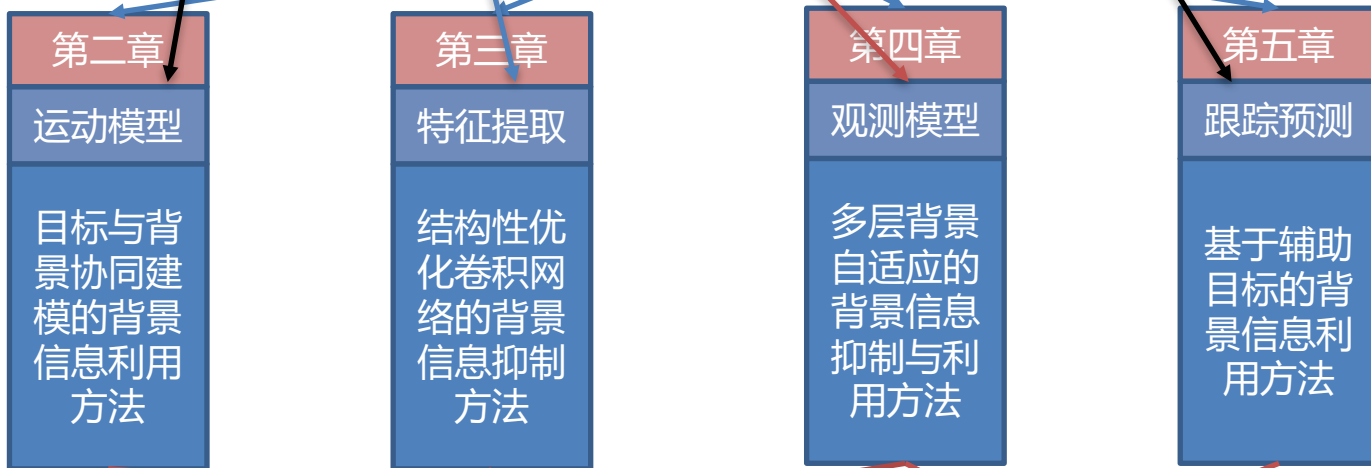 第二章
运动模型
目标与背
景协同建
模的背景
信息利用
方法
第三章
特征提取
结构性优
化卷积网
络的背景
信息抑制
方法
第四章
观测模型
多层背景
自适应的
背景信息
抑制与利
用方法
第五章
跟踪预测
基于辅助
目标的背
景信息利
用方法